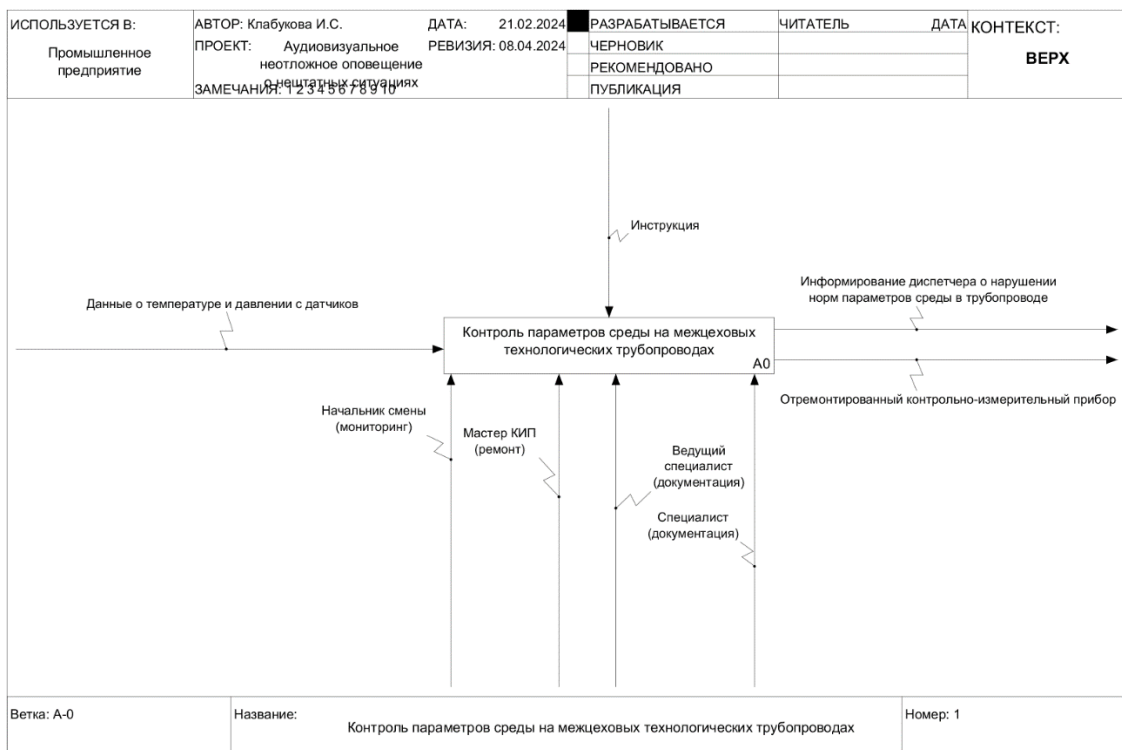 ИСПОЛЬЗУЕТСЯ В:
Промышленное
предприятие
АВТОР: Клабукова И.С.
ДАТА: 21.02.2024
ПРОЕКТ: Аудиовизуальное
неотложное оповещение
о нештатных ситуациях
РЕВИЗИЯ: 08.04.2024
ЗАМЕЧАНИЯ: 1 2 3 4 5 6 7 8 9 10
РАЗРАБАТЫВАЕТСЯ
ЧЕРНОВИК
РЕКОМЕНДОВАНО
ПУБЛИКАЦИЯ
ЧИТАТЕЛЬ ДАТА
КОНТЕКСТ:
ВЕРХ
Инструкция
Данные о температуре и давлении с датчиков
Информирование диспетчера о нарушении
норм параметров среды в трубопроводе
Контроль параметров среды на межцеховых
технологических трубопроводах
A0
Отремонтированный контрольно-измерительный прибор
Начальник смены
(мониторинг)
Мастер КИП
(ремонт)
Ведущий
специалист
(документация)
Специалист
(документация)
Ветка: A-0
Название:
Контроль параметров среды на межцеховых технологических трубопроводах
Номер: 1